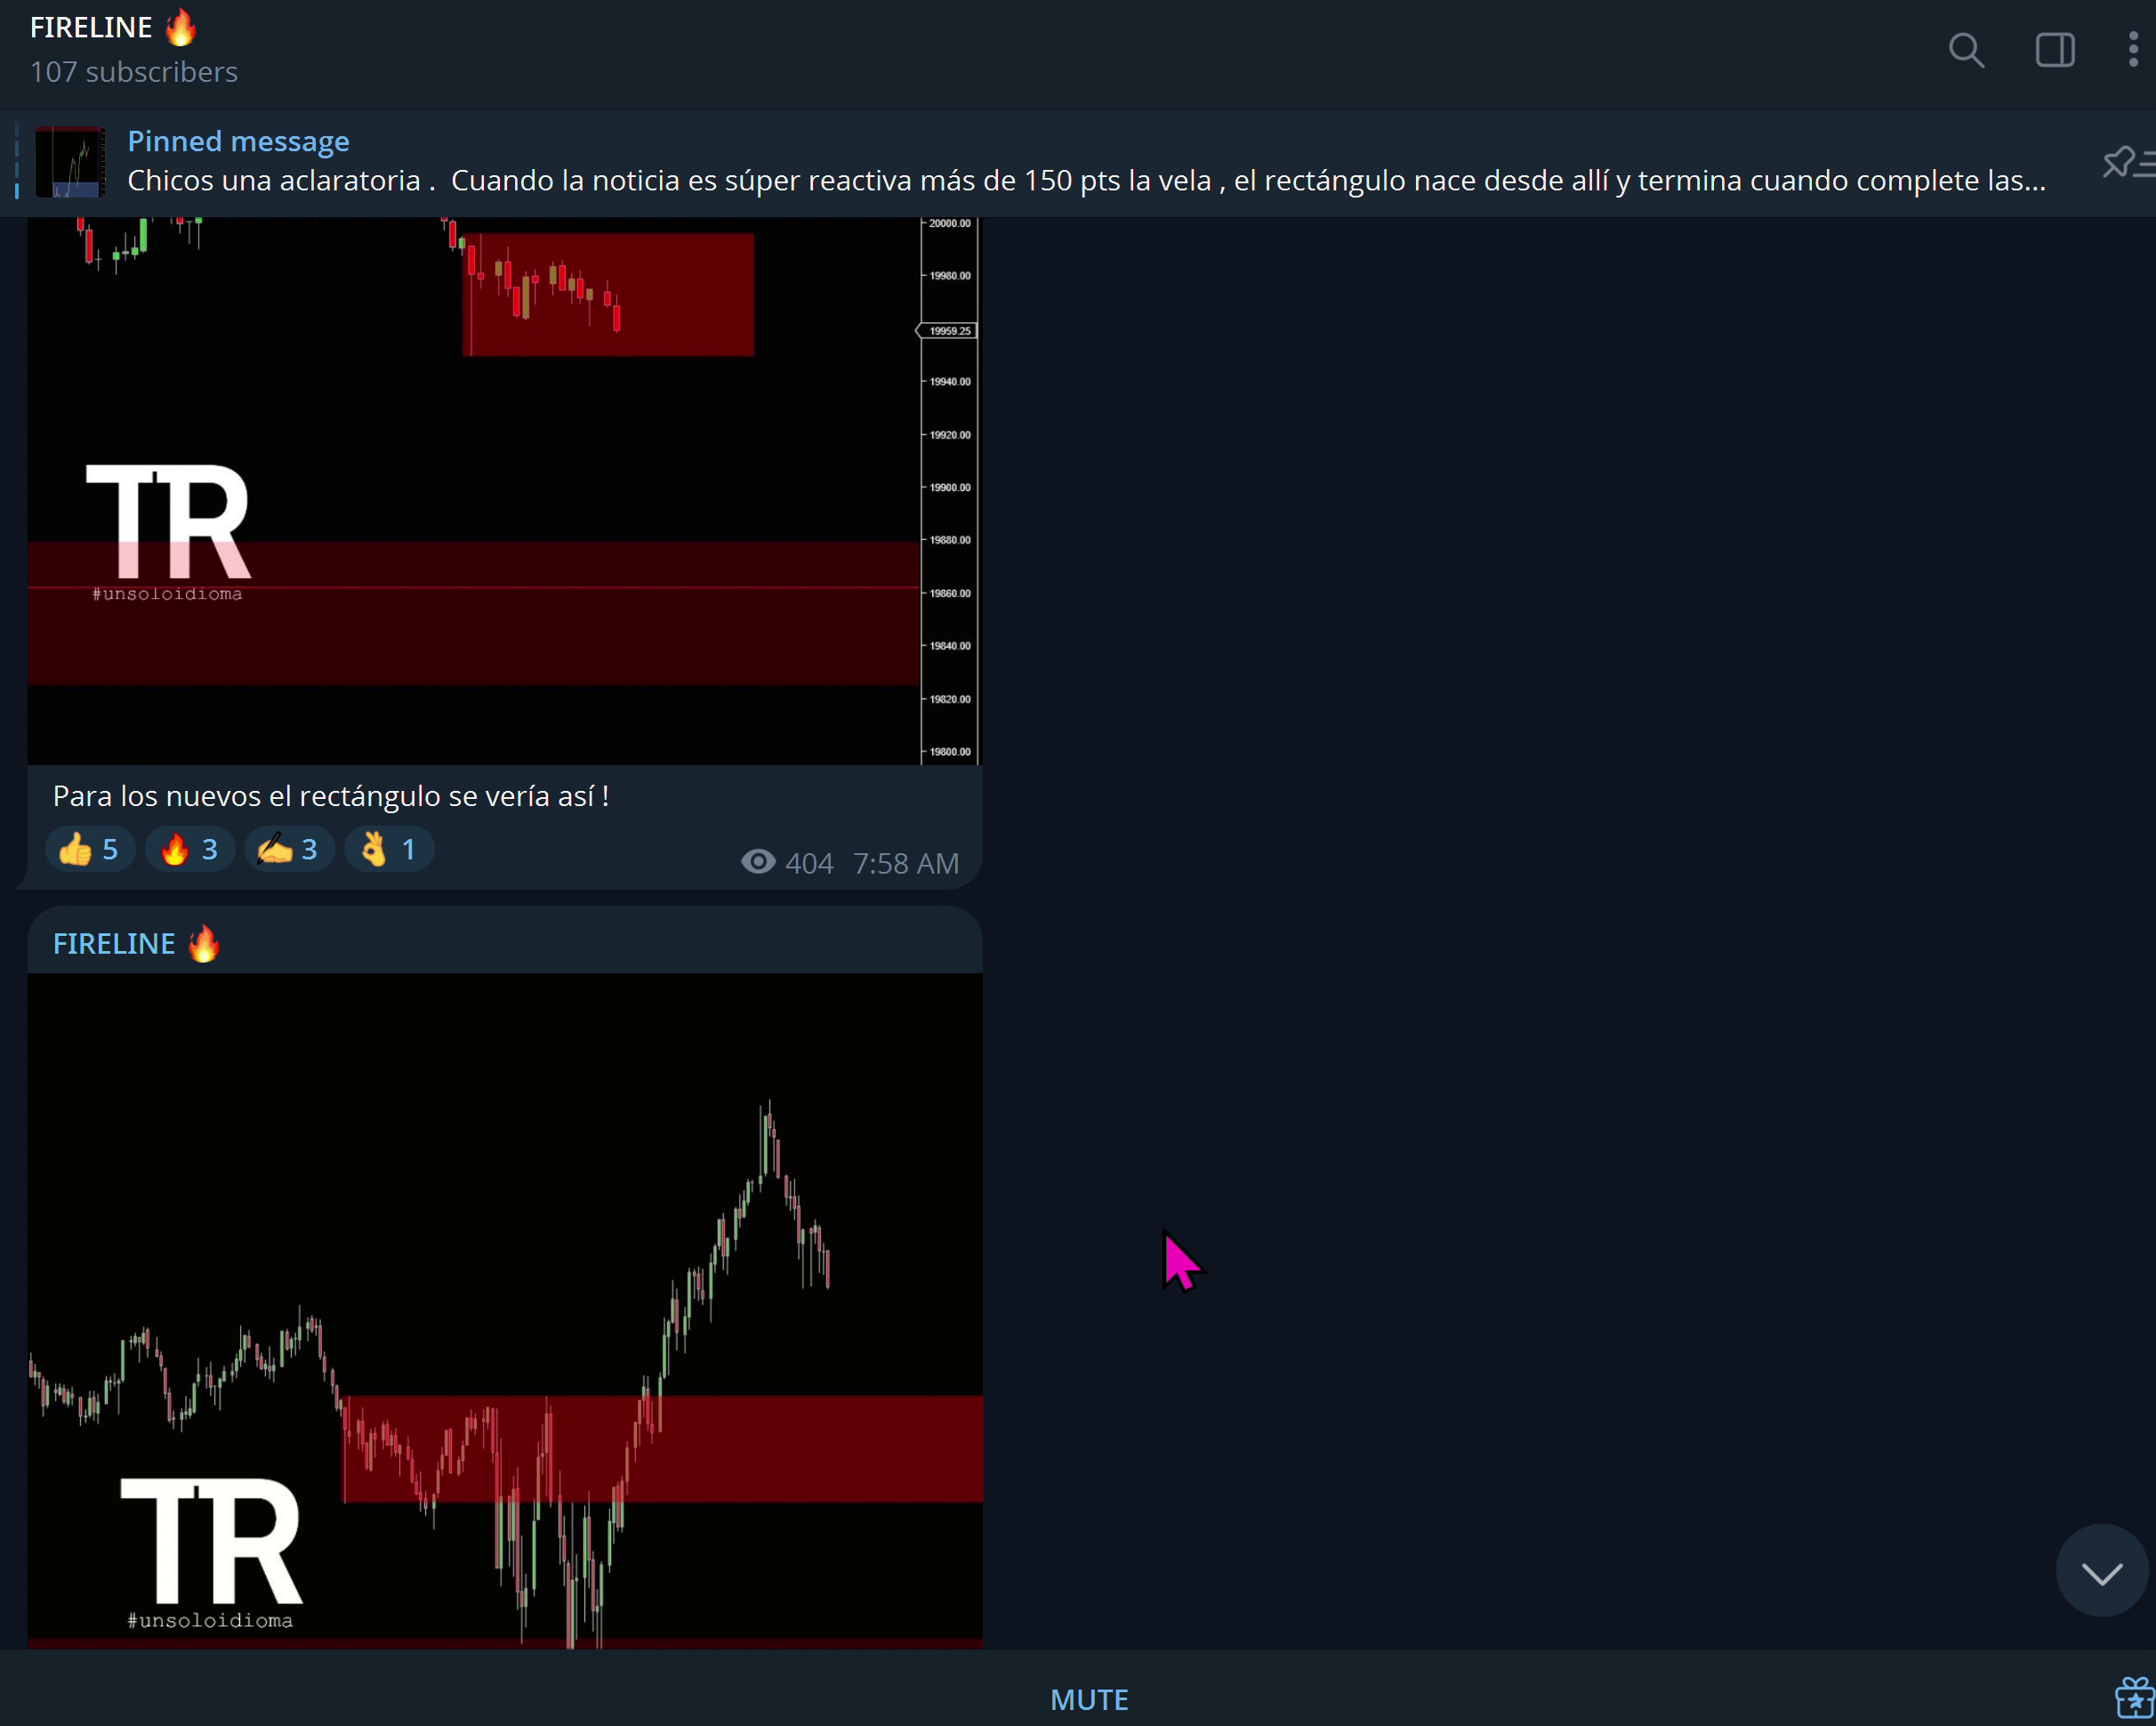 FIRELINE 🔥
107 subscribers
Pinned message
Chicos una aclaratoria .  Cuando la noticia es súper reactiva más de 150 pts la vela , el rectángulo nace desde allí y termina cuando complete las...
20000.00
19980.00
19959.25
19940.00
19920.00
19900.00
19880.00
19860.00
19840.00
19820.00
19800.00
TR
#unsoloidioma
Para los nuevos el rectángulo se vería así !
👍 5 🔥 3 ✍ 3 👌 1
404 7:58 AM
FIRELINE 🔥
TR
#unsoloidioma
MUTE